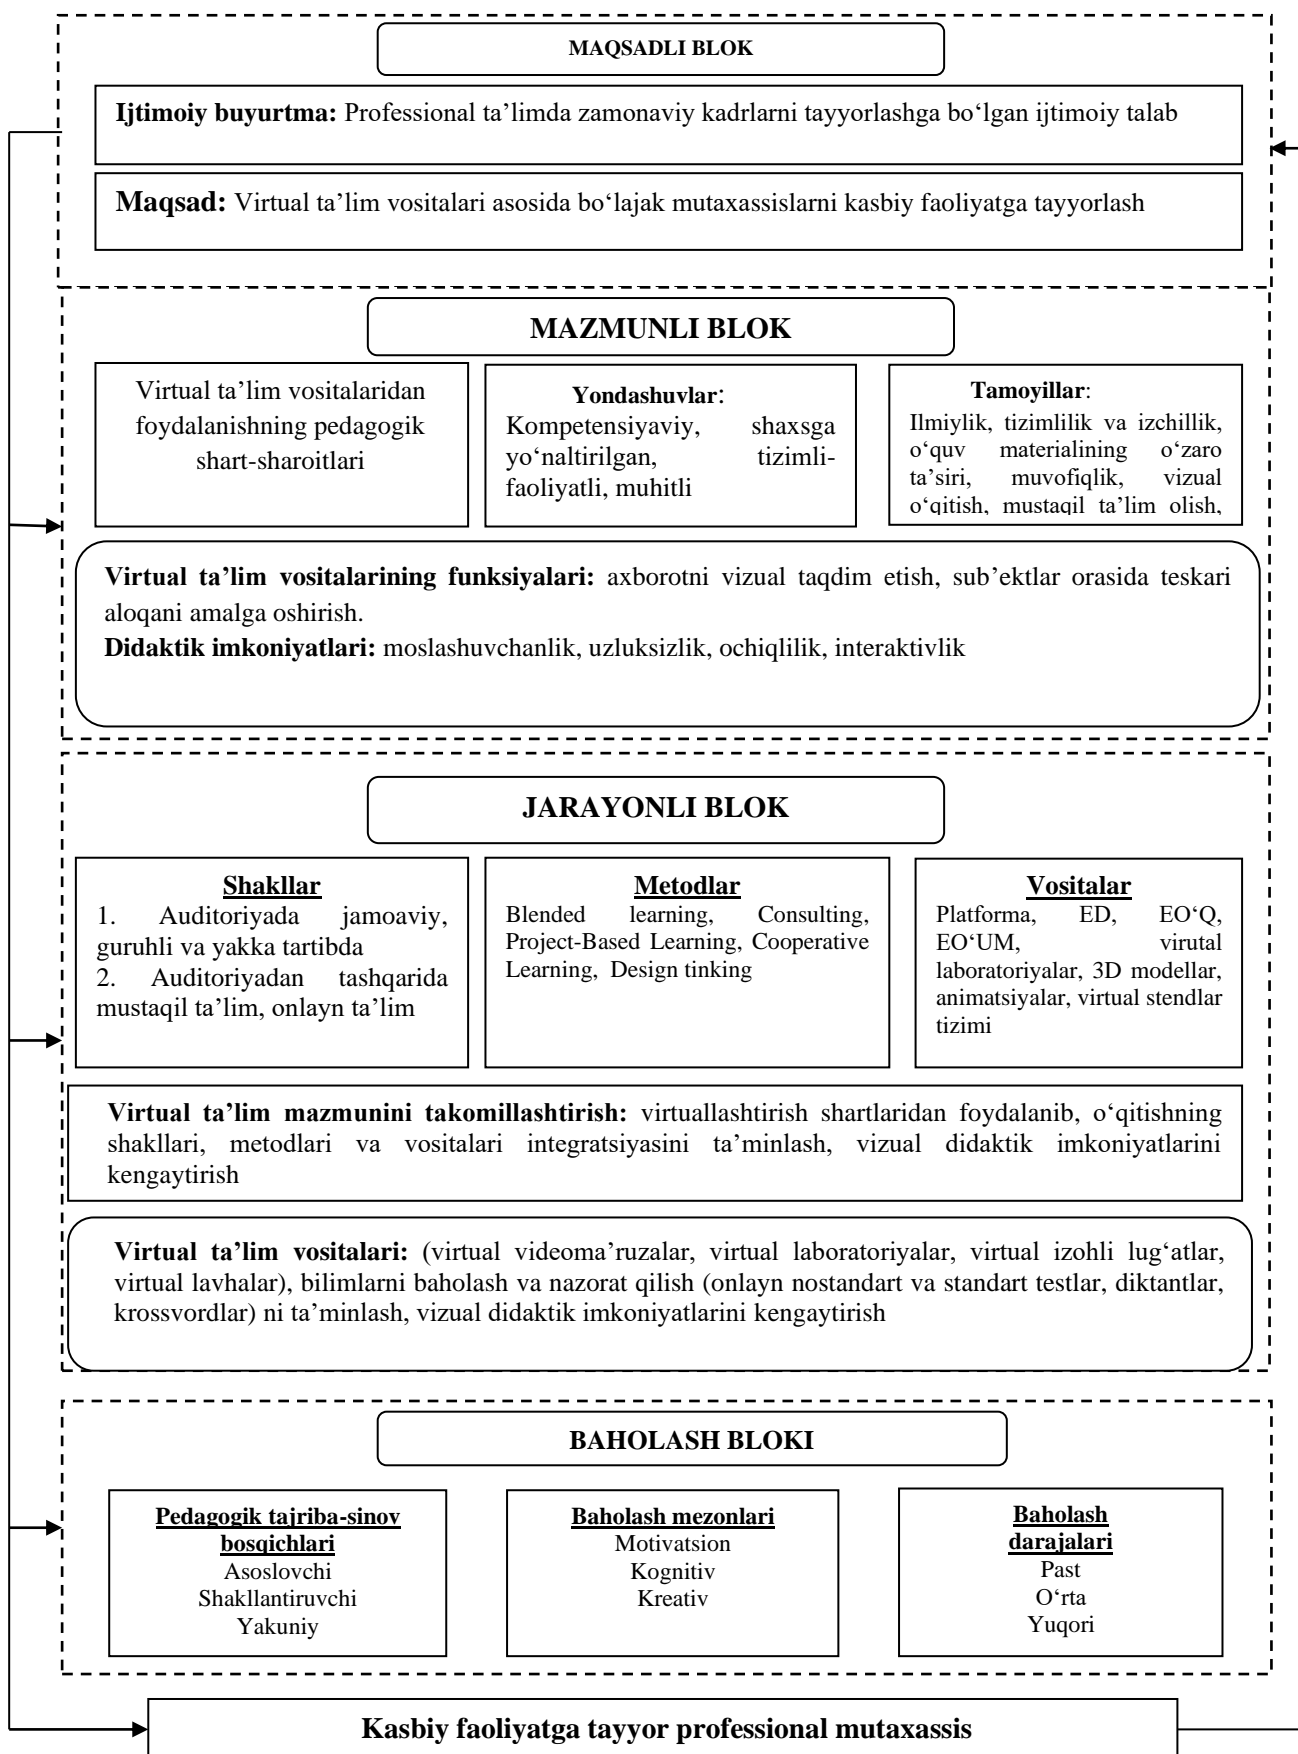 MAQSADLI BLOK
Ijtimoiy buyurtma: Professional ta’limda zamonaviy kadrlarni tayyorlashga bo‘lgan ijtimoiy talab
Maqsad: Virtual ta’lim vositalari asosida bo‘lajak mutaxassislarni kasbiy faoliyatga tayyorlash
MAZMUNLI BLOK
Virtual ta’lim vositalaridan
foydalanishning pedagogik
shart-sharoitlari
Yondashuvlar:
Kompetensiyaviy, shaxsga
yo‘naltirilgan, tizimli-
faoliyatli, muhitli
Tamoyillar:
Ilmiylik, tizimlilik va izchillik,
o‘quv materialining o‘zaro
ta’siri, muvofiqlik, vizual
o‘qitish, mustaqil ta’lim olish,
Virtual ta’lim vositalarining funksiyalari: axborotni vizual taqdim etish, sub’ektlar orasida teskari
aloqani amalga oshirish.
Didaktik imkoniyatlari: moslashuvchanlik, uzluksizlik, ochiqlilik, interaktivlik
JARAYONLI BLOK
Shakllar
1. Auditoriyada jamoaviy,
guruhli va yakka tartibda
2. Auditoriyadan tashqarida
mustaqil ta’lim, onlayn ta’lim
Metodlar
Blended learning, Consulting,
Project-Based Learning, Cooperative
Learning, Design tinking
Vositalar
Platforma, ED, EO‘Q,
EO‘UM, virutal
laboratoriyalar, 3D modellar,
animatsiyalar, virtual stendlar
tizimi
Virtual ta’lim mazmunini takomillashtirish: virtuallashtirish shartlaridan foydalanib, o‘qitishning
shakllari, metodlari va vositalari integratsiyasini ta’minlash, vizual didaktik imkoniyatlarini
kengaytirish
Virtual ta’lim vositalari: (virtual videoma’ruzalar, virtual laboratoriyalar, virtual izohli lug‘atlar,
virtual lavhalar), bilimlarni baholash va nazorat qilish (onlayn nostandart va standart testlar, diktantlar,
krossvordlar) ni ta’minlash, vizual didaktik imkoniyatlarini kengaytirish
BAHOLASH BLOKI
Pedagogik tajriba-sinov
bosqichlari
Asoslovchi
Shakllantiruvchi
Yakuniy
Baholash mezonlari
Motivatsion
Kognitiv
Kreativ
Baholash
darajalari
Past
O‘rta
Yuqori
Kasbiy faoliyatga tayyor professional mutaxassis